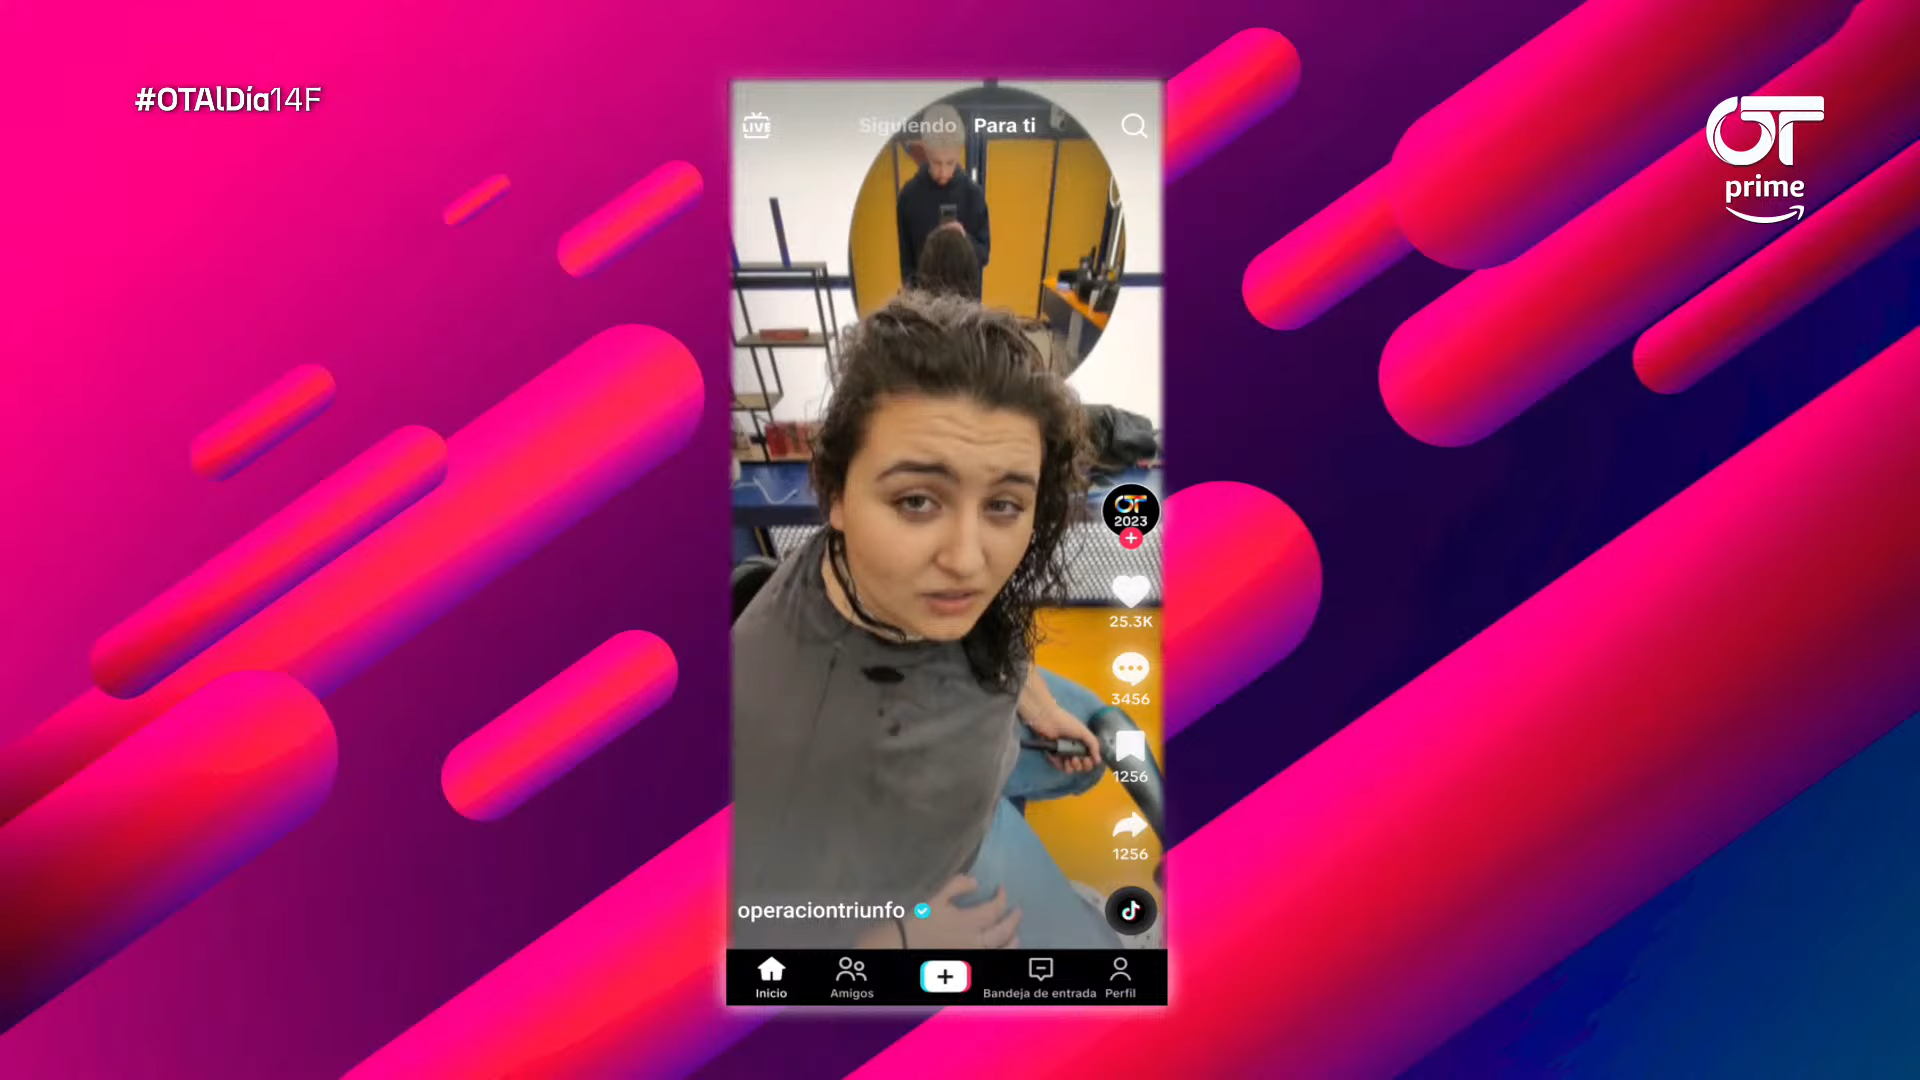 #OTAlDía14F
OT
prime
LIVE
Siguiendo Para ti
OT
2023
25.3K
3456
1256
1256
operaciontriunfo
Inicio
Amigos
Bandeja de entrada
Perfil